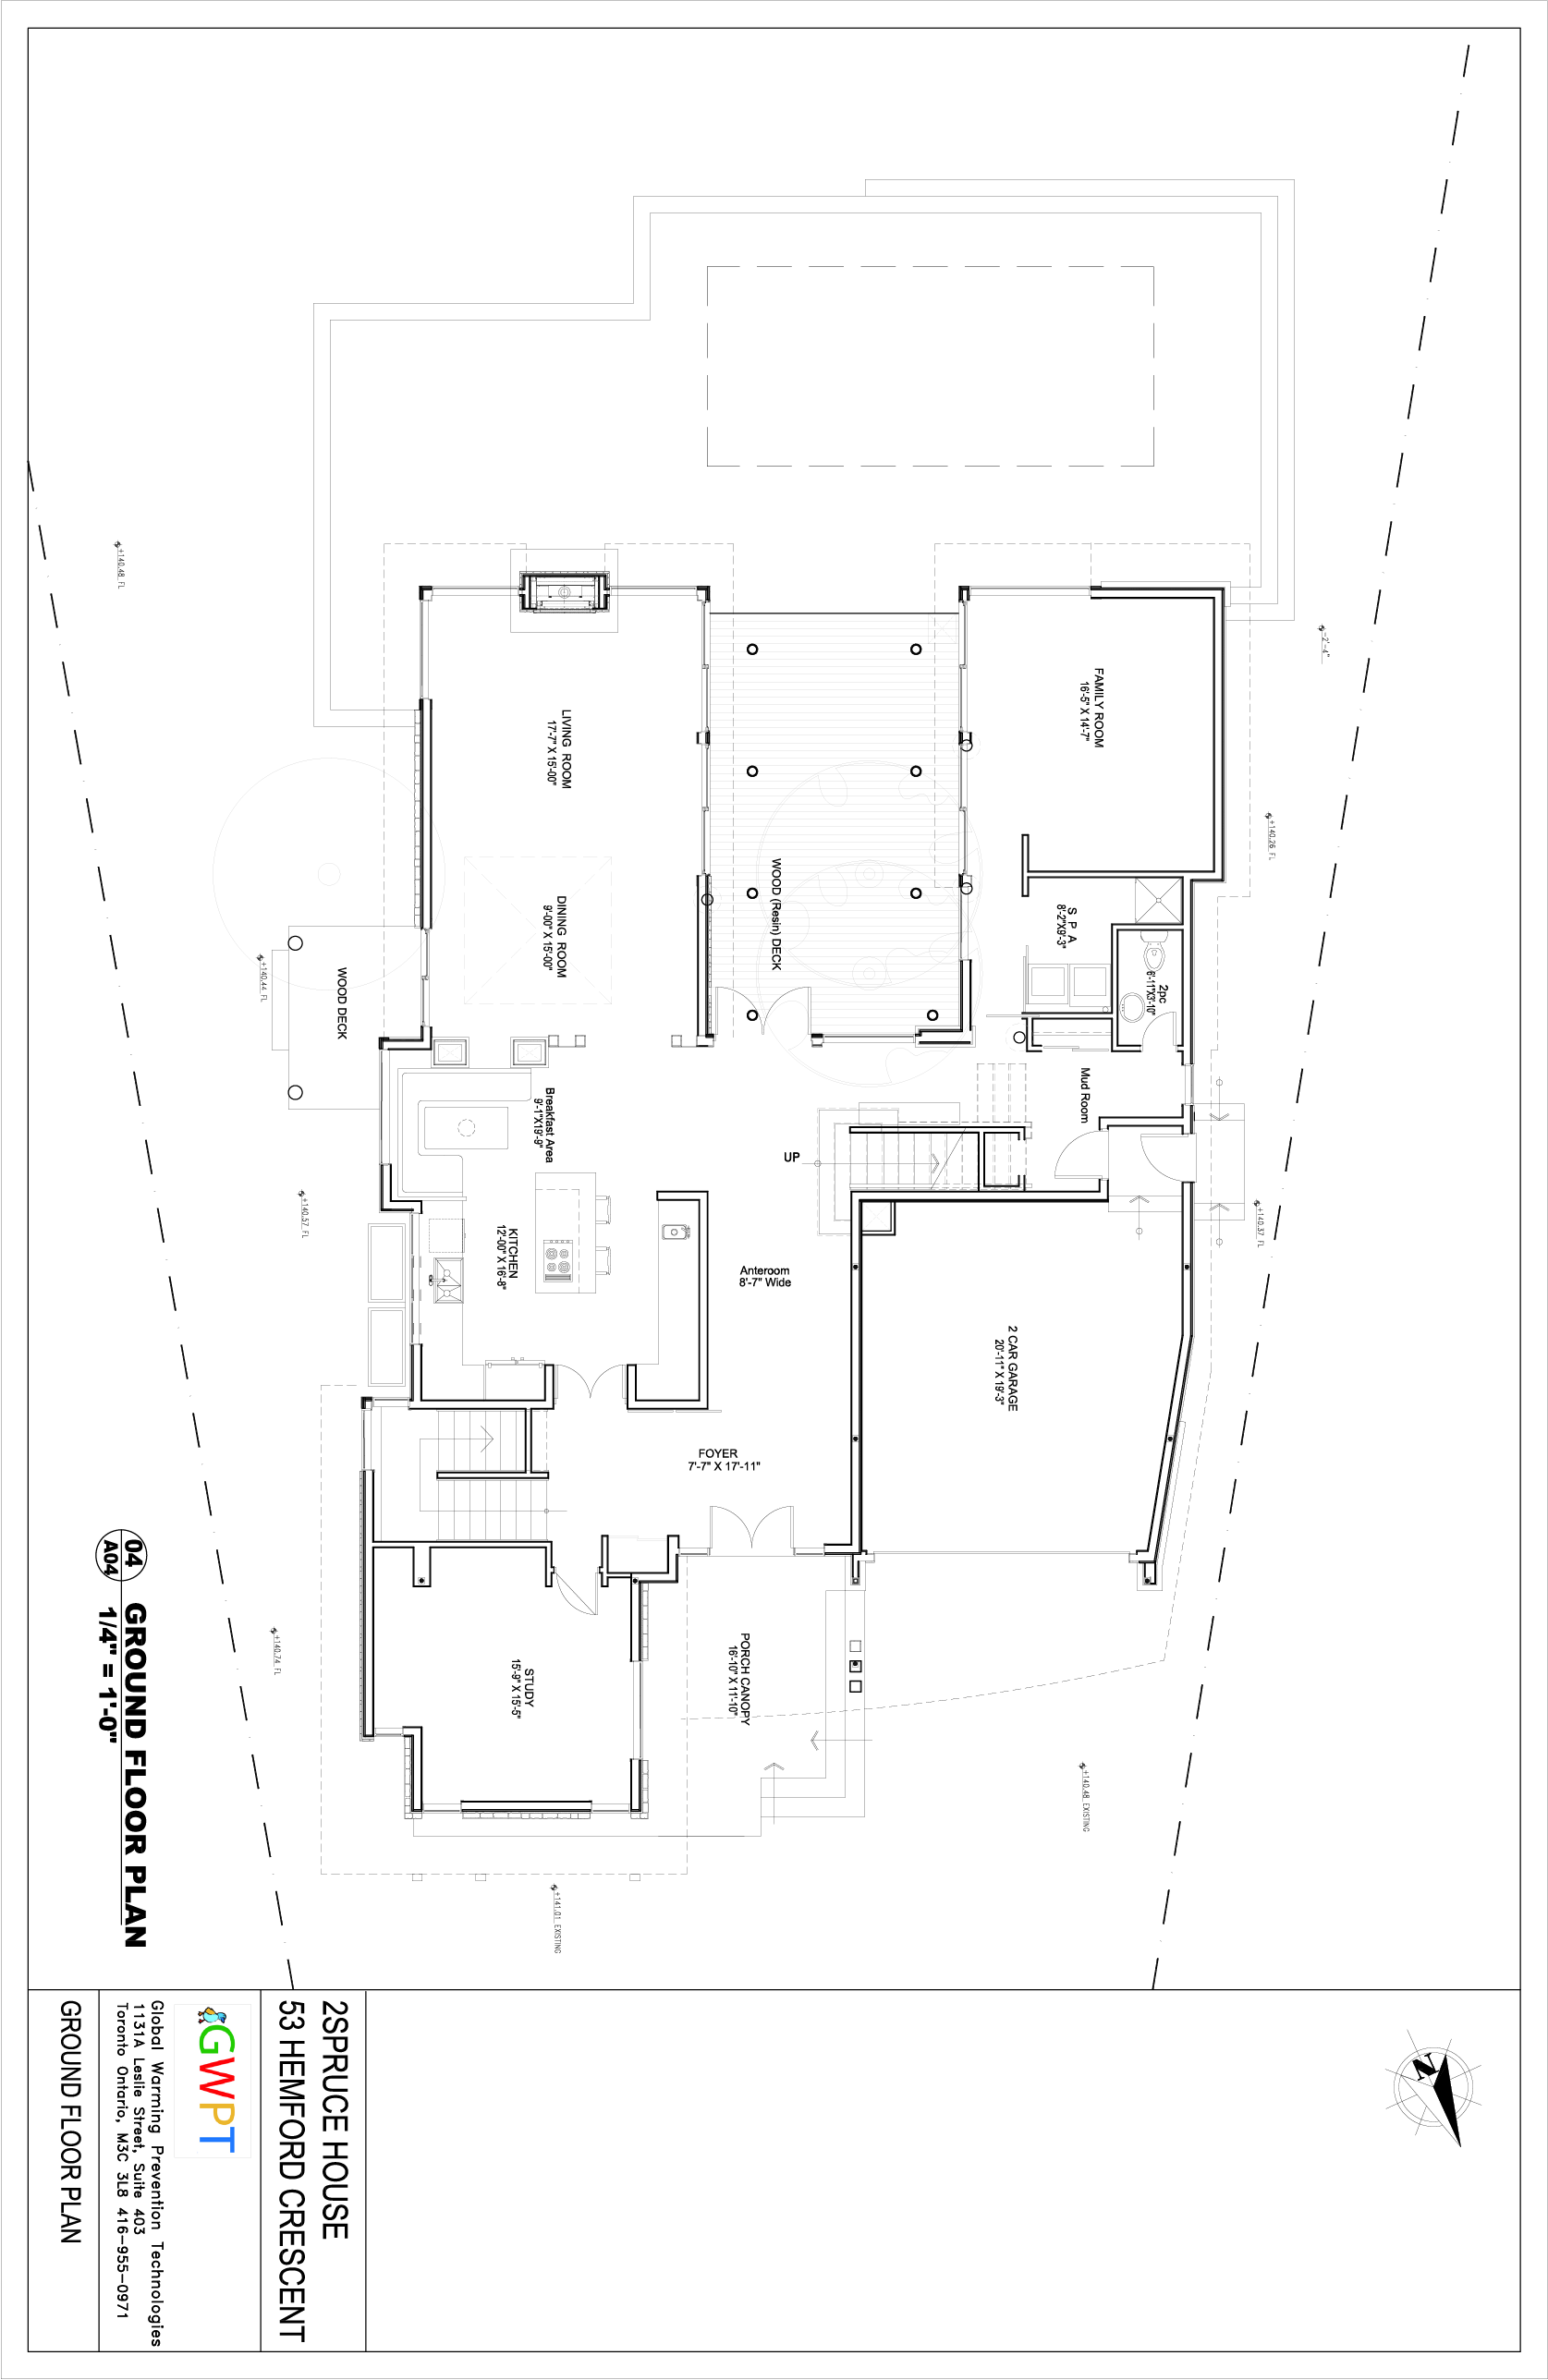 +140.48 FL
-2'-4"
FAMILY ROOM
16'-5" X 14'-7"
LIVING ROOM
17'-7" X 15'-00"
+140.26 FL
WOOD (Resin) DECK
DINING ROOM
9'-00" X 15'-00"
S P A
8'-2"X9'-3"
2pc
6'-11"X3'-10"
+140.44 FL
WOOD DECK
Mud Room
Breakfast Area
9'-1"X19'-9"
UP
+140.57 FL
+140.37 FL
KITCHEN
12'-00" X 16'-8"
Anteroom
8'-7" Wide
2 CAR GARAGE
20'-11" X 19'-3"
FOYER
7'-7" X 17'-11"
+140.74 FL
STUDY
15'-9" X 15'-5"
PORCH CANOPY
16'-10" X 11'-10"
+140.48 EXISTING
+141.01 EXISTING
04
A04
GROUND FLOOR PLAN
1/4" = 1'-0"
N
2SPRUCE HOUSE
53 HEMFORD CRESCENT
GWPT
Global Warming Prevention Technologies
1131A Leslie Street, Suite 403
Toronto Ontario, M3C 3L8 416-955-0971
GROUND FLOOR PLAN